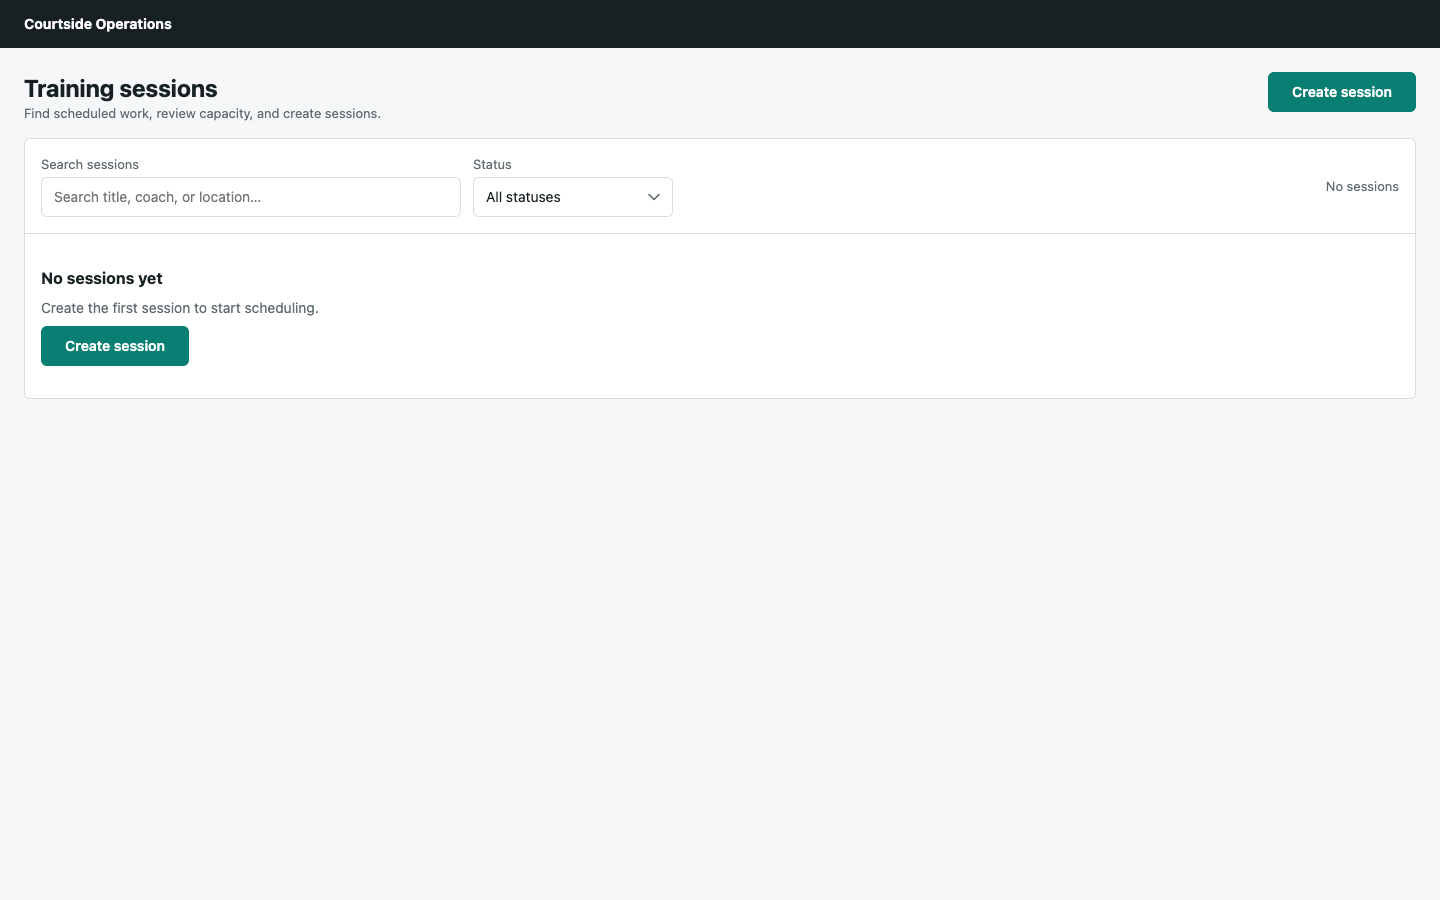 Courtside Operations
Training sessions
Find scheduled work, review capacity, and create sessions.
Create session
Search sessions
Search title, coach, or location...
Status
All statuses
No sessions
No sessions yet
Create the first session to start scheduling.
Create session